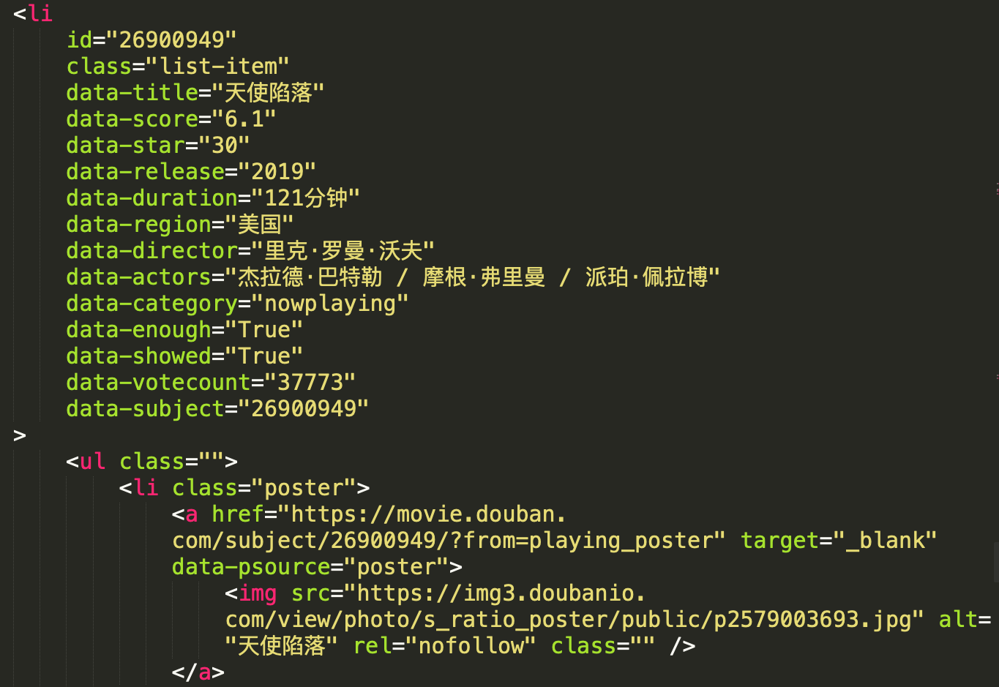 <li
id="26900949"
class="list-item"
data-title="天使陷落"
data-score="6.1"
data-star="30"
data-release="2019"
data-duration="121分钟"
data-region="美国"
data-director="里克·罗曼·沃夫"
data-actors="杰拉德·巴特勒 / 摩根·弗里曼 / 派珀·佩拉博"
data-category="nowplaying"
data-enough="True"
data-showed="True"
data-votecount="37773"
data-subject="26900949"
>
<ul class="">
<li class="poster">
<a href="https://movie.douban.
com/subject/26900949/?from=playing_poster" target="_blank"
data-psource="poster">
<img src="https://img3.doubanio.
com/view/photo/s_ratio_poster/public/p2579003693.jpg" alt=
"天使陷落" rel="nofollow" class="" />
</a>